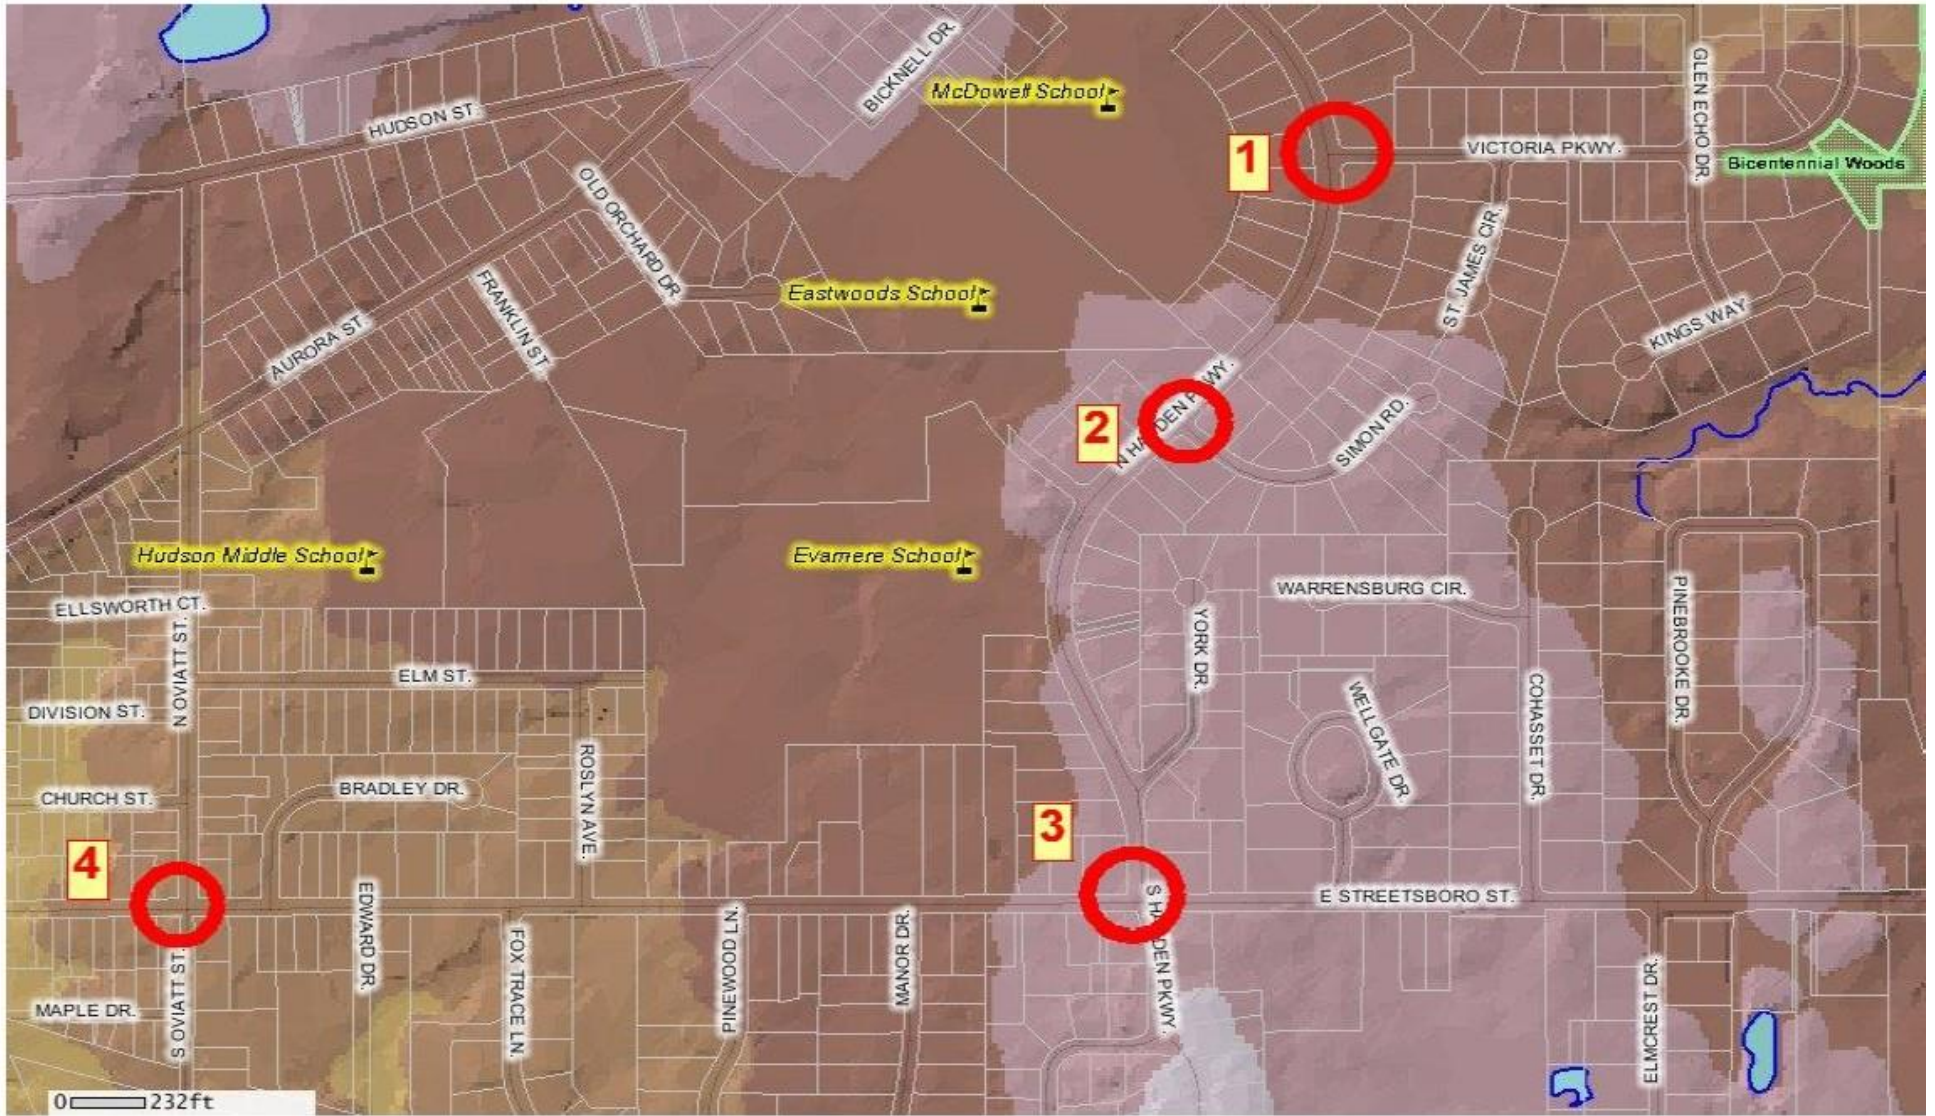 BICKNELL DR.
McDowell School
GLEN ECHO DR.
HUDSON ST.
1
VICTORIA PKWY.
Bicentennial Woods
OLD ORCHARD DR.
ST. JAMES CIR.
Eastwoods School
FRANKLIN ST
AURORA ST.
KINGS WAY
2
SIMON RD.
Hudson Middle School
Evamere School
ELLSWORTH CT.
WARRENSBURG CIR.
PINEBROOKE DR.
N OVIATT ST.
YORK DR.
ELM ST.
COHASSET DR.
WELLGATE DR.
DIVISION ST.
ROSLYN AVE.
BRADLEY DR.
CHURCH ST.
3
4
E STREETSBORO ST.
EDWARD DR.
FOX TRACE LN.
PINEWOOD LN.
MANOR DR.
S OVIATT ST.
ELMCREST DR.
MAPLE DR.
0 232ft